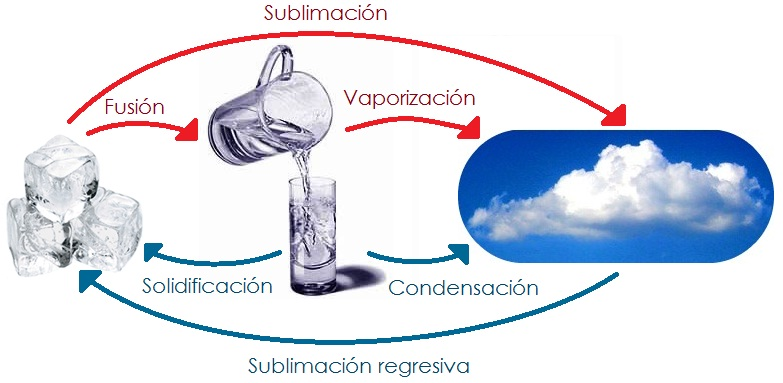 Sublimación
Fusión
Vaporización
Solidificación
Condensación
Sublimación regresiva